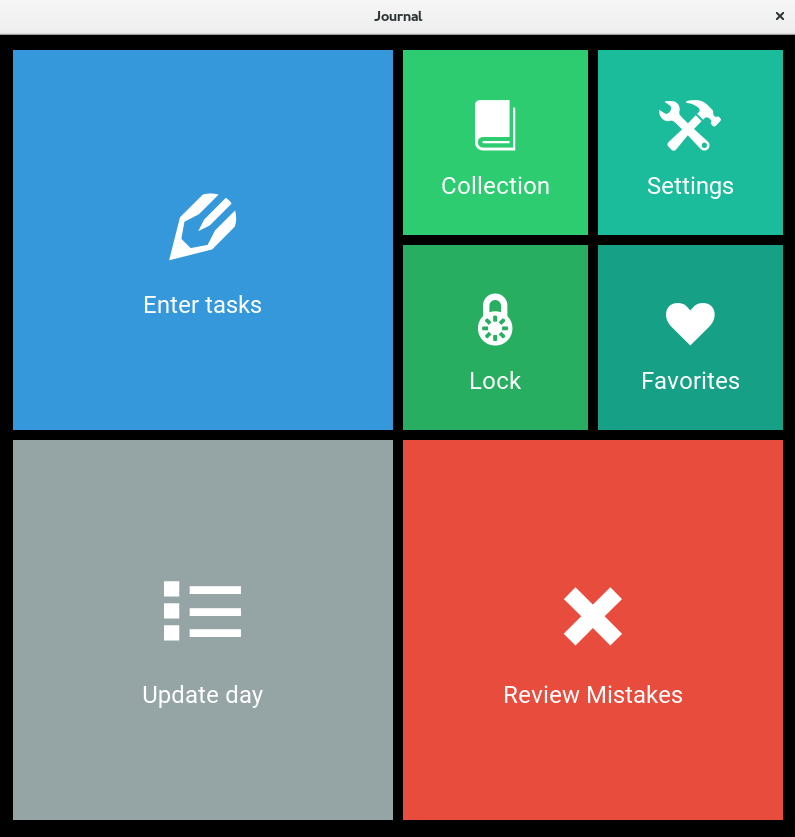 Journal
Enter tasks
Collection
Settings
Lock
Favorites
Update day
Review Mistakes